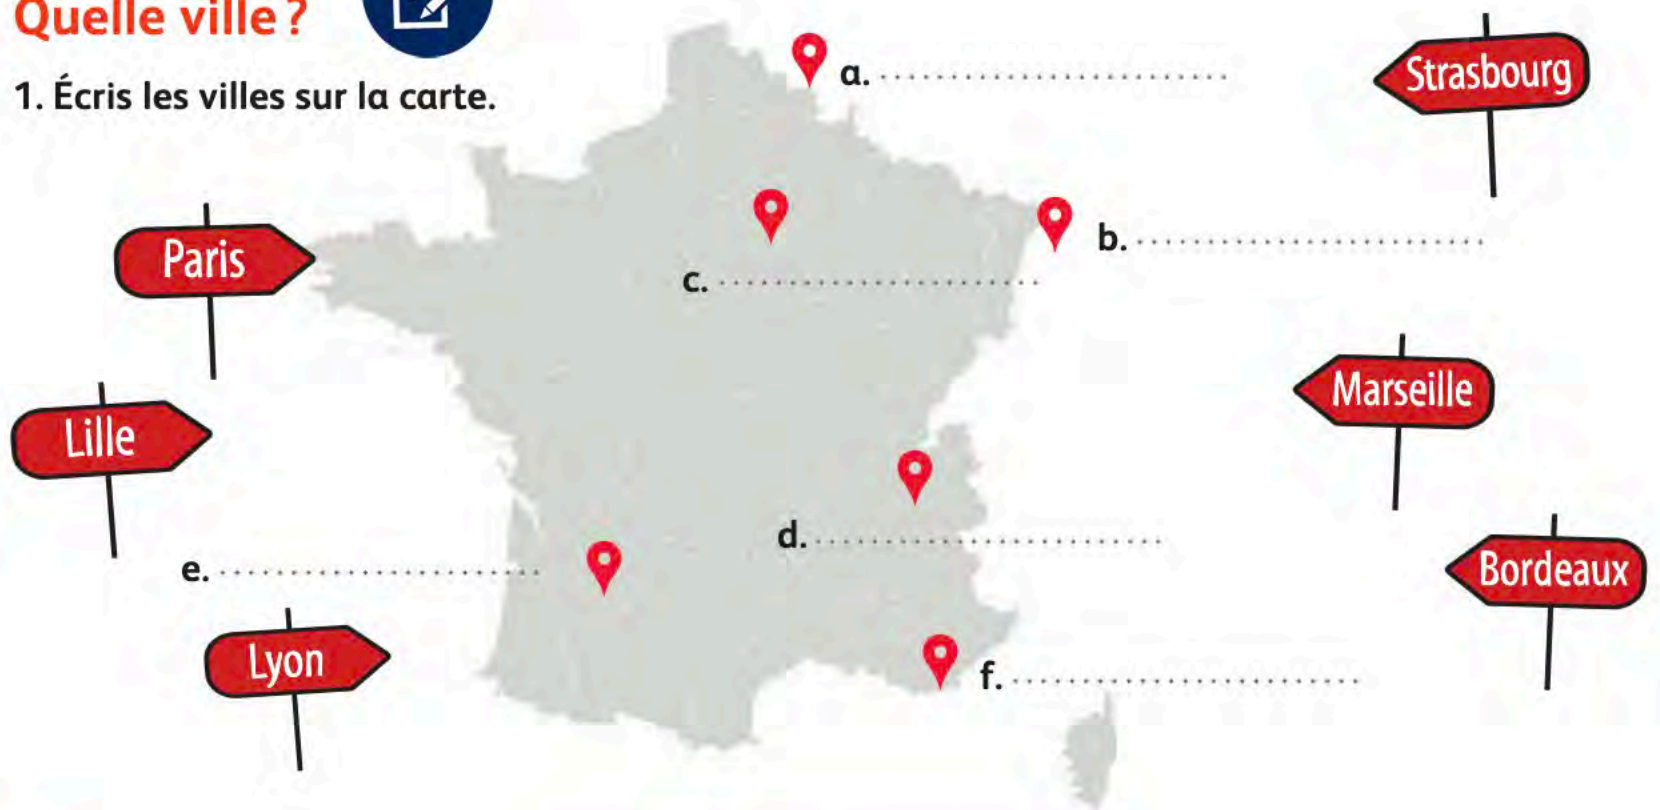 Quelle ville ?
1. Écris les villes sur la carte.
a. ........................................
Strasbourg
Paris
b. ........................................
c. ........................................
Marseille
Lille
d. ........................................
Bordeaux
e. ........................................
Lyon
f. ........................................